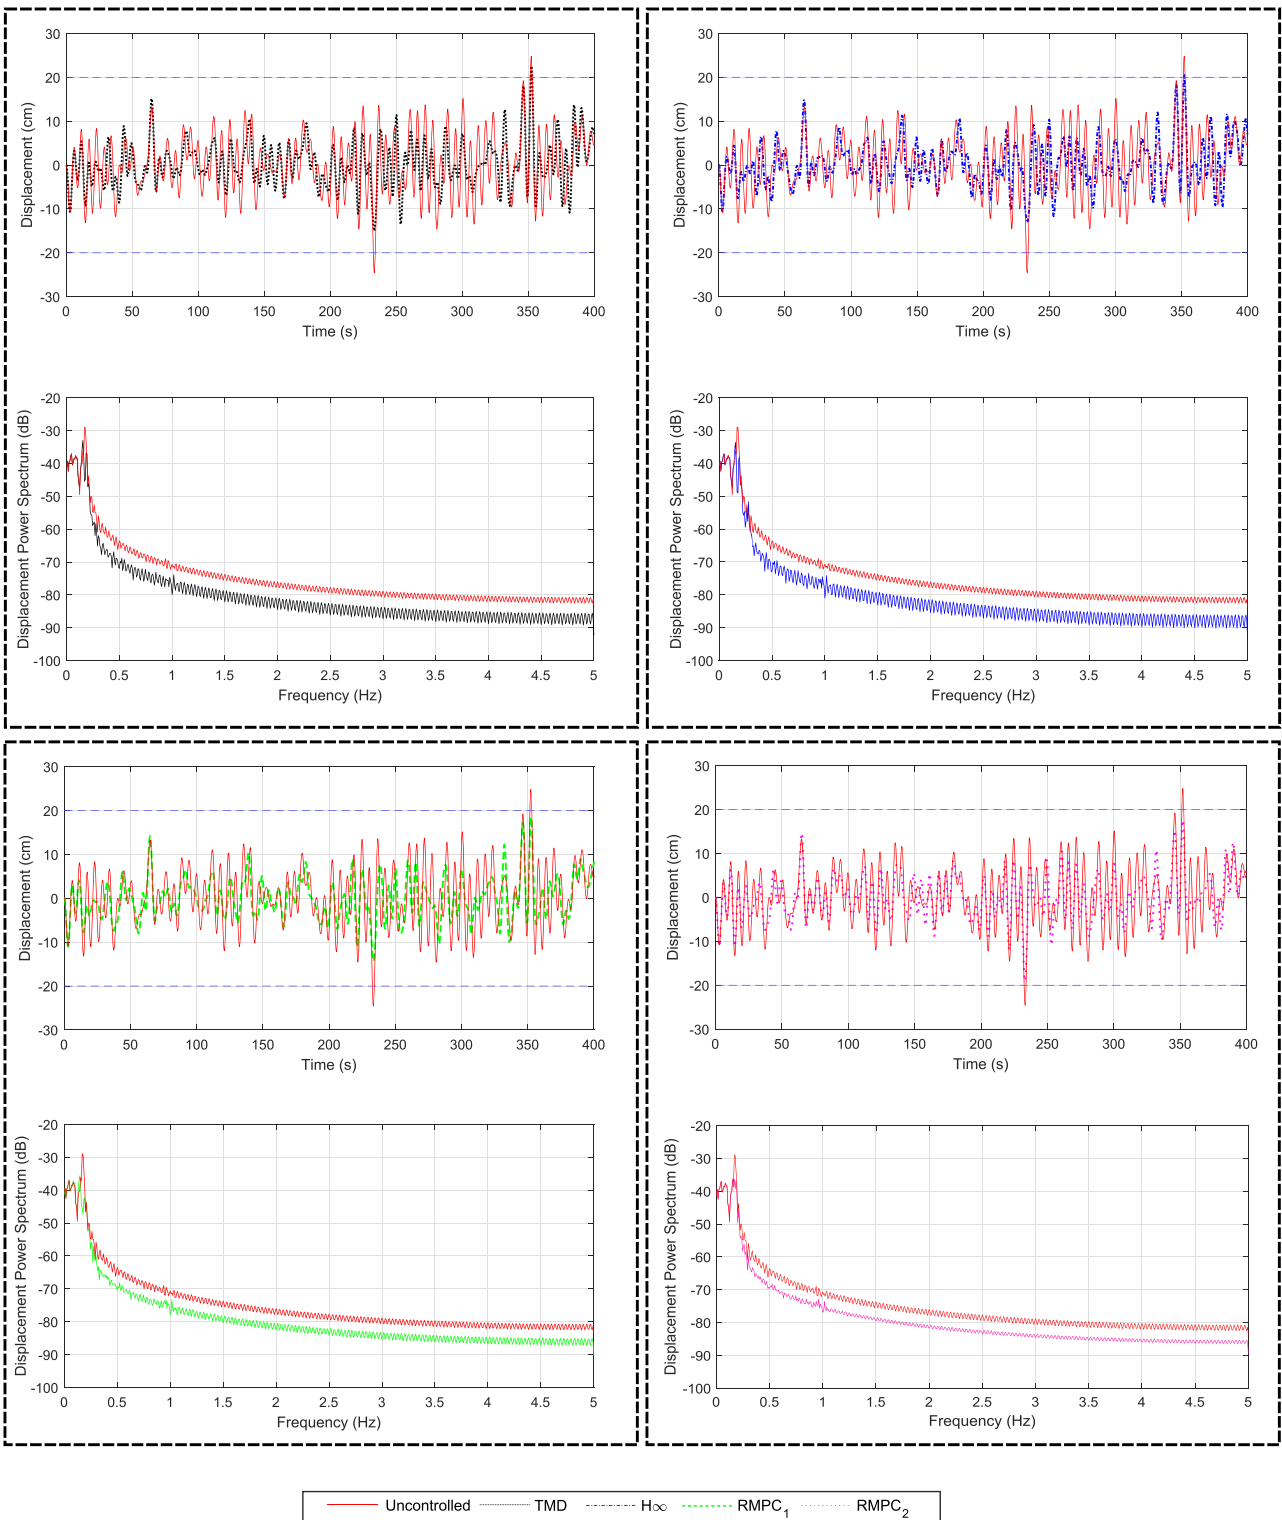 30
20
10
0
-10
-20
-30
Displacement (cm)
0 50 100 150 200 250 300 350 400
Time (s)
-20
-30
-40
-50
-60
-70
-80
-90
-100
Displacement Power Spectrum (dB)
0 0.5 1 1.5 2 2.5 3 3.5 4 4.5 5
Frequency (Hz)
30
20
10
0
-10
-20
-30
Displacement (cm)
0 50 100 150 200 250 300 350 400
Time (s)
-20
-30
-40
-50
-60
-70
-80
-90
-100
Displacement Power Spectrum (dB)
0 0.5 1 1.5 2 2.5 3 3.5 4 4.5 5
Frequency (Hz)
30
20
10
0
-10
-20
-30
Displacement (cm)
0 50 100 150 200 250 300 350 400
Time (s)
-20
-30
-40
-50
-60
-70
-80
-90
-100
Displacement Power Spectrum (dB)
0 0.5 1 1.5 2 2.5 3 3.5 4 4.5 5
Frequency (Hz)
30
20
10
0
-10
-20
-30
Displacement (cm)
0 50 100 150 200 250 300 350 400
Time (s)
-20
-30
-40
-50
-60
-70
-80
-90
-100
Displacement Power Spectrum (dB)
0 0.5 1 1.5 2 2.5 3 3.5 4 4.5 5
Frequency (Hz)
Uncontrolled TMD H∞ RMPC₁ RMPC₂